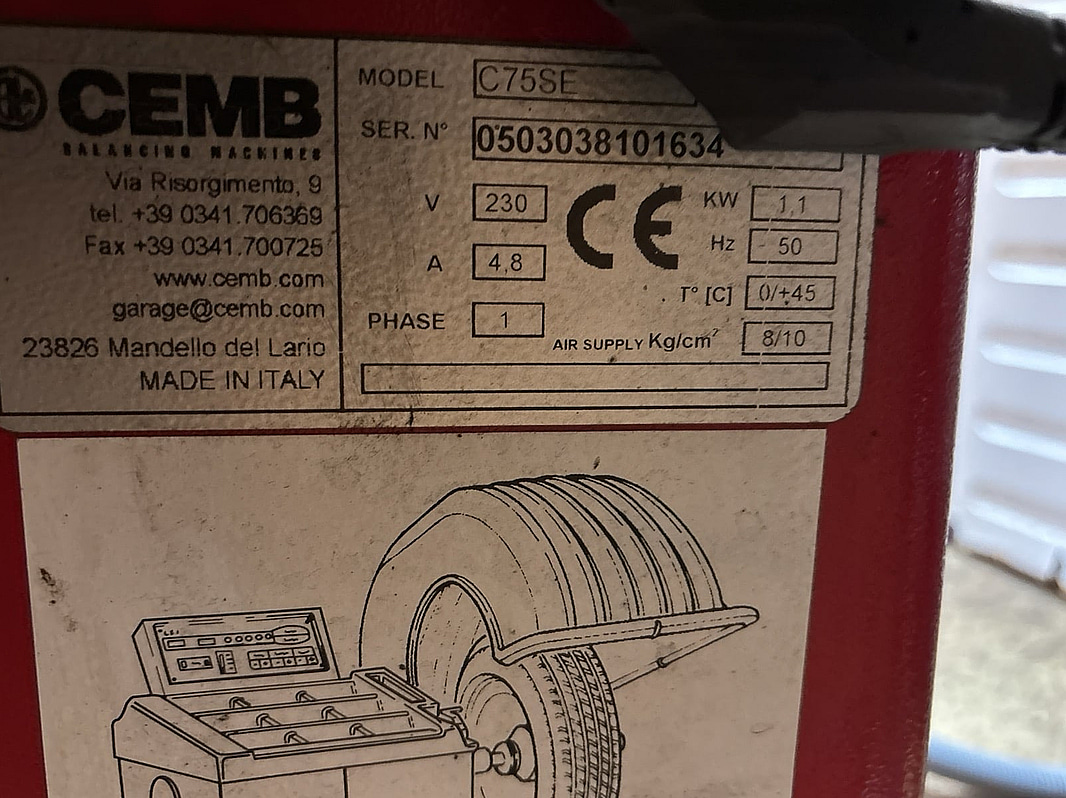 CEMB
BALANCING MACHINES
Via Risorgimento, 9
tel. +39 0341.706369
Fax +39 0341.700725
www.cemb.com
garage@cemb.com
23826 Mandello del Lario
MADE IN ITALY
MODEL C75SE
SER. N° 0503038101634
V 230
A 4,8
PHASE 1
CE
KW 1,1
Hz 50
T° [C] 0/+45
AIR SUPPLY Kg/cm² 8/10